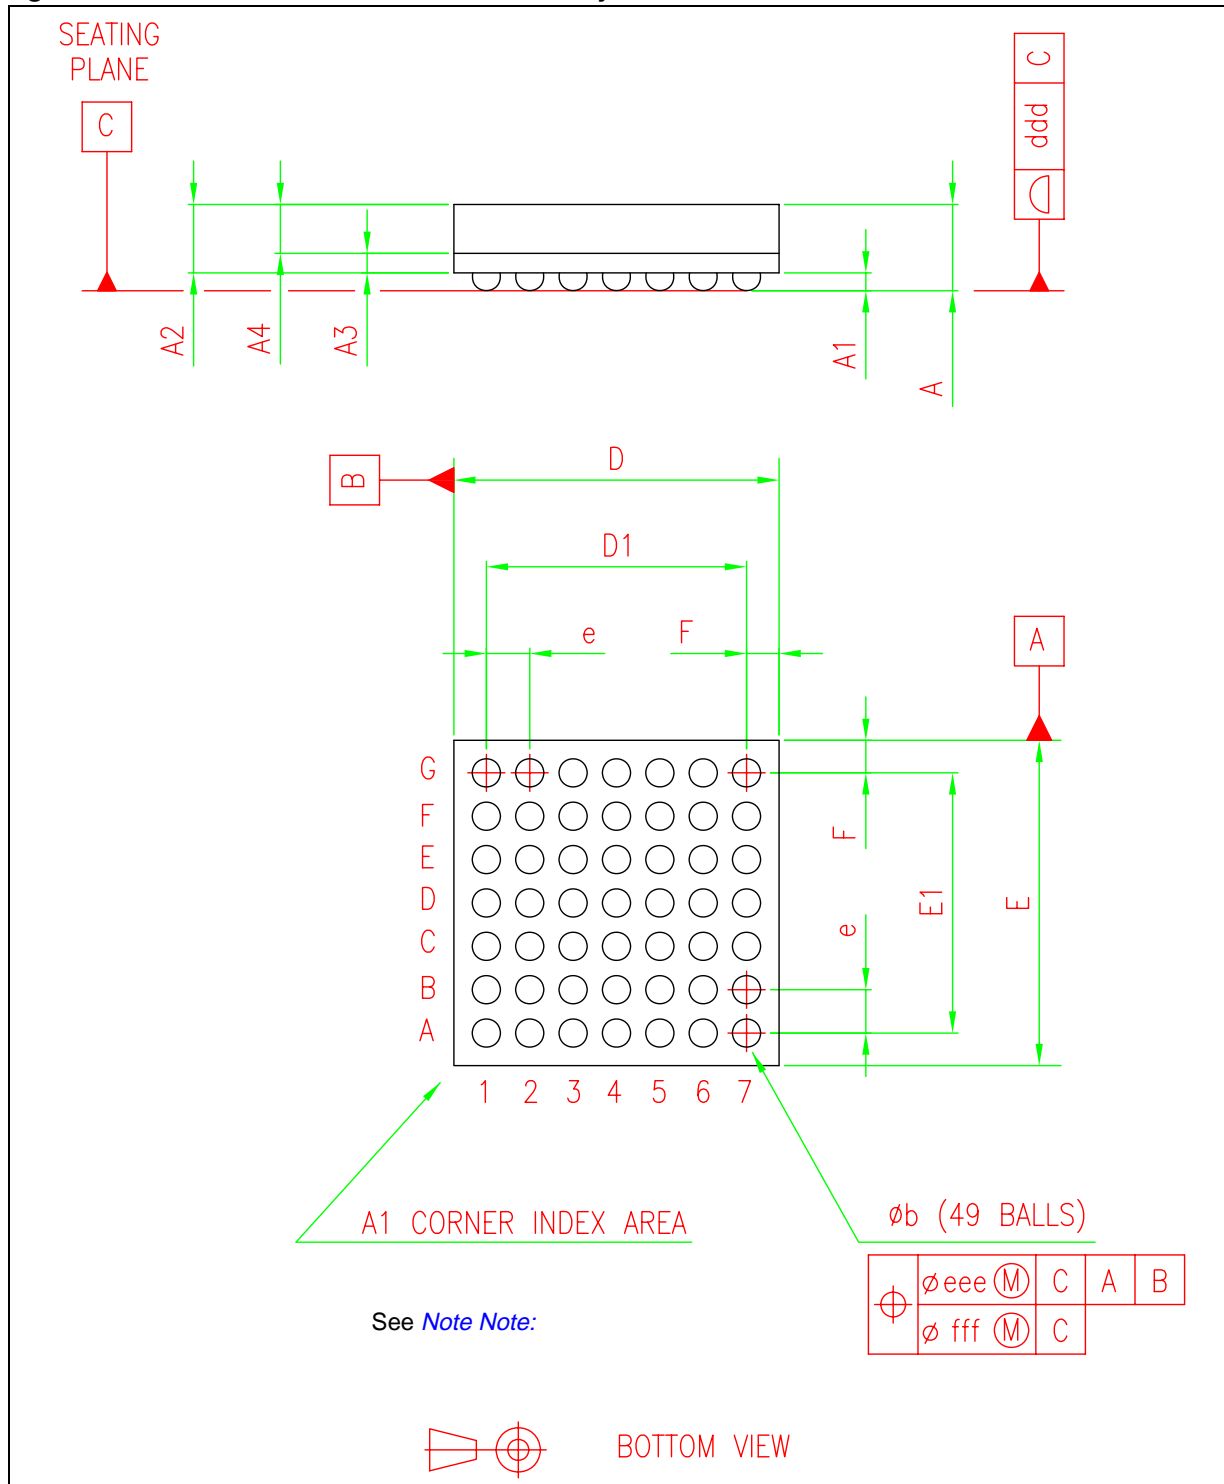 SEATING
PLANE
C
C
ddd
A2
A4
A3
A1
A
D
B
D1
e
F
A
G
F
E
D
C
B
A
F
E1
E
e
1 2 3 4 5 6 7
A1 CORNER INDEX AREA
øb (49 BALLS)
ø eee Ⓜ C A B
ø fff Ⓜ C
See Note Note:
BOTTOM VIEW